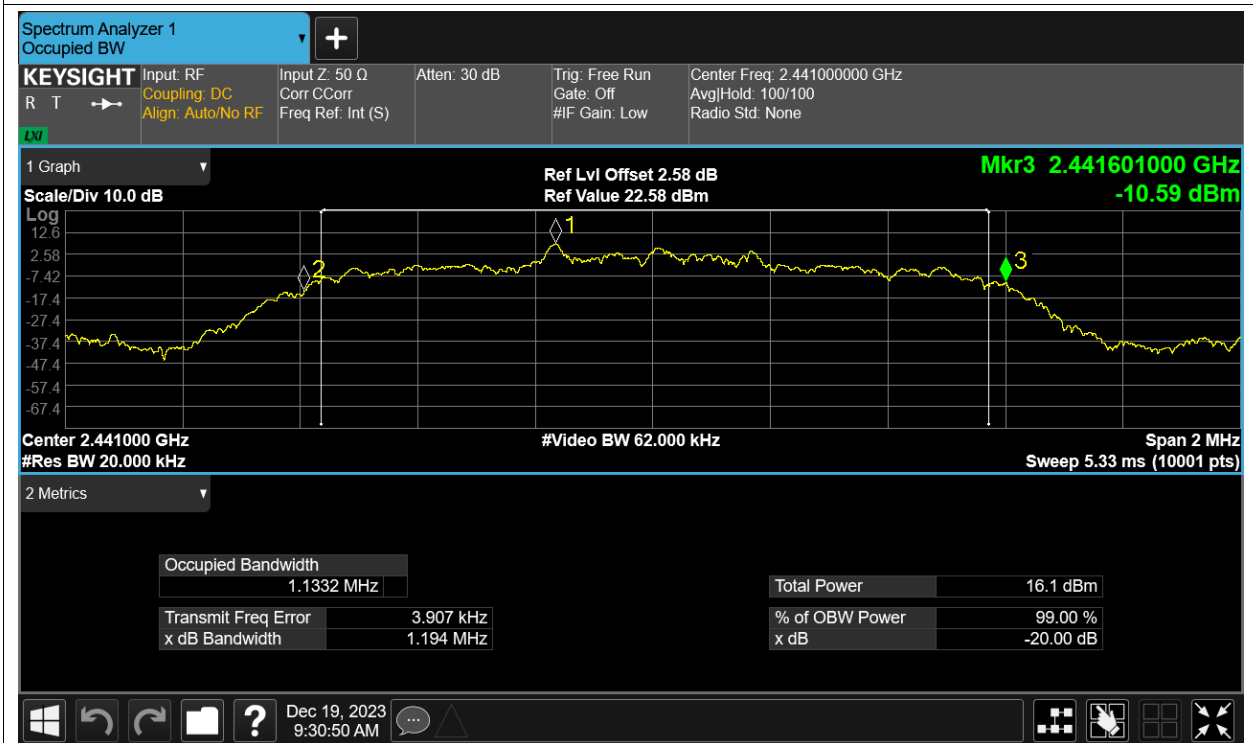 Spectrum Analyzer 1
Occupied BW
KEYSIGHT
R T
LXI
Input: RF
Coupling: DC
Align: Auto/No RF
Input Z: 50 Ω
Corr CCorr
Freq Ref: Int (S)
Atten: 30 dB
Trig: Free Run
Gate: Off
#IF Gain: Low
Center Freq: 2.441000000 GHz
Avg|Hold: 100/100
Radio Std: None
1 Graph
Scale/Div 10.0 dB
Ref Lvl Offset 2.58 dB
Ref Value 22.58 dBm
Mkr3 2.441601000 GHz
-10.59 dBm
Log
12.6
2.58
-7.42
-17.4
-27.4
-37.4
-47.4
-57.4
-67.4
1
2
3
Center 2.441000 GHz
#Res BW 20.000 kHz
#Video BW 62.000 kHz
Span 2 MHz
Sweep 5.33 ms (10001 pts)
2 Metrics
Occupied Bandwidth
1.1332 MHz
Transmit Freq Error 3.907 kHz
x dB Bandwidth 1.194 MHz
Total Power 16.1 dBm
% of OBW Power 99.00 %
x dB -20.00 dB
?
Dec 19, 2023
9:30:50 AM